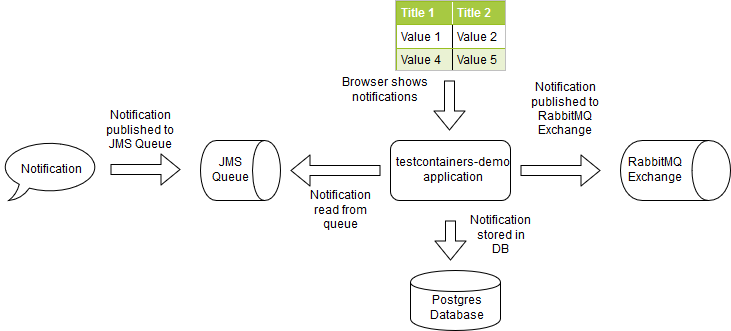 Title 1 Title 2
Value 1 Value 2
Value 4 Value 5
Browser shows
notifications
Notification
published to
RabbitMQ
Exchange
Notification
published to
JMS Queue
Notification
JMS
Queue
testcontainers-demo
application
RabbitMQ
Exchange
Notification
read from
queue
Notification
stored in
DB
Postgres
Database